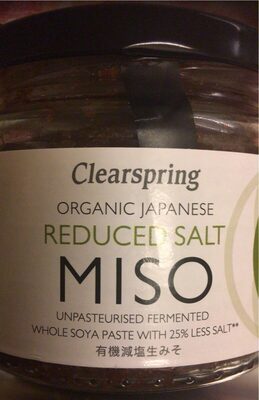 Clearspring
ORGANIC JAPANESE
REDUCED SALT
MISO
UNPASTEURISED FERMENTED
WHOLE SOYA PASTE WITH 25% LESS SALT**
有機減塩生みそ